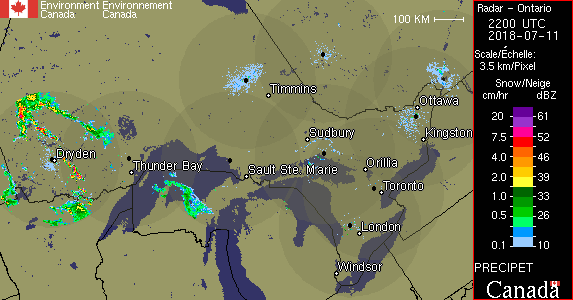 Environment Environnement
Canada Canada
100 KM
Timmins
Ottawa
Sudbury
Kingston
Dryden
Thunder Bay
Sault Ste. Marie
Orillia
Toronto
London
Windsor
Radar - Ontario
2200 UTC
2018-07-11
Scale/Échelle:
3.5 km/Pixel
Snow/Neige
cm/hr dBZ
20 61
7.5 52
4.0 46
2.0 39
1.0 33
0.5 26
0.1 10
PRECIPET
Canada